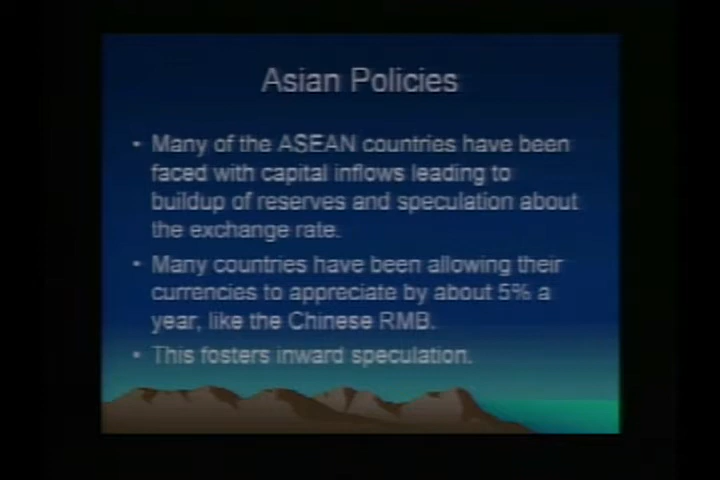 Asian Policies
• Many of the ASEAN countries have been
faced with capital inflows leading to
buildup of reserves and speculation about
the exchange rate.
• Many countries have been allowing their
currencies to appreciate by about 5% a
year, like the Chinese RMB.
• This fosters inward speculation.